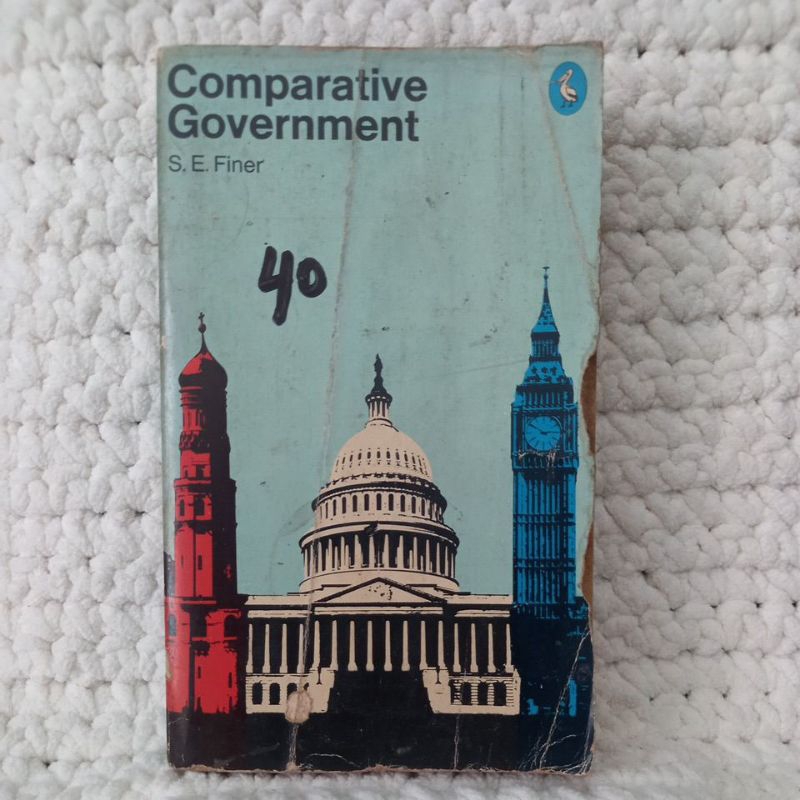 Comparative
Government
S. E. Finer
40